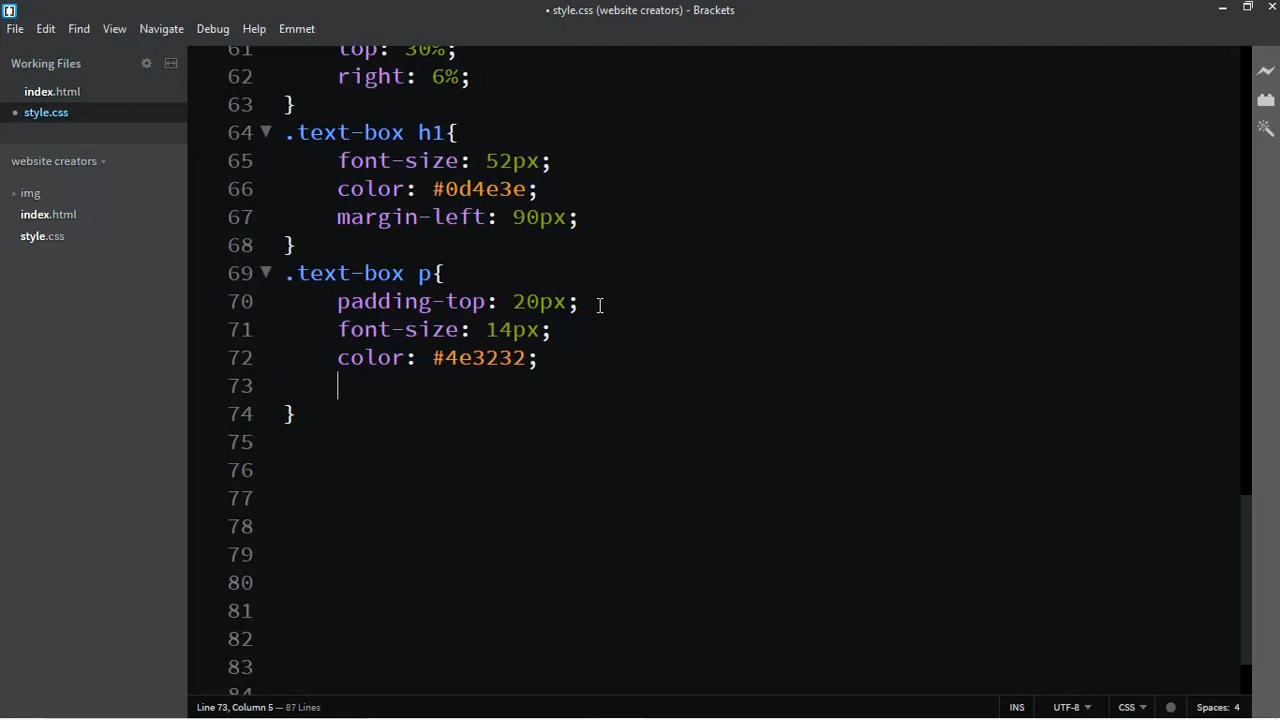 • style.css (website creators) - Brackets
File Edit Find View Navigate Debug Help Emmet
Working Files
index.html
• style.css
website creators
img
index.html
style.css
61 top: 30%;
62 right: 6%;
63 }
64 .text-box h1{
65 font-size: 52px;
66 color: #0d4e3e;
67 margin-left: 90px;
68 }
69 .text-box p{
70 padding-top: 20px;
71 font-size: 14px;
72 color: #4e3232;
73
74 }
75
76
77
78
79
80
81
82
83
84
Line 73, Column 5 — 87 Lines
INS UTF-8 CSS Spaces: 4